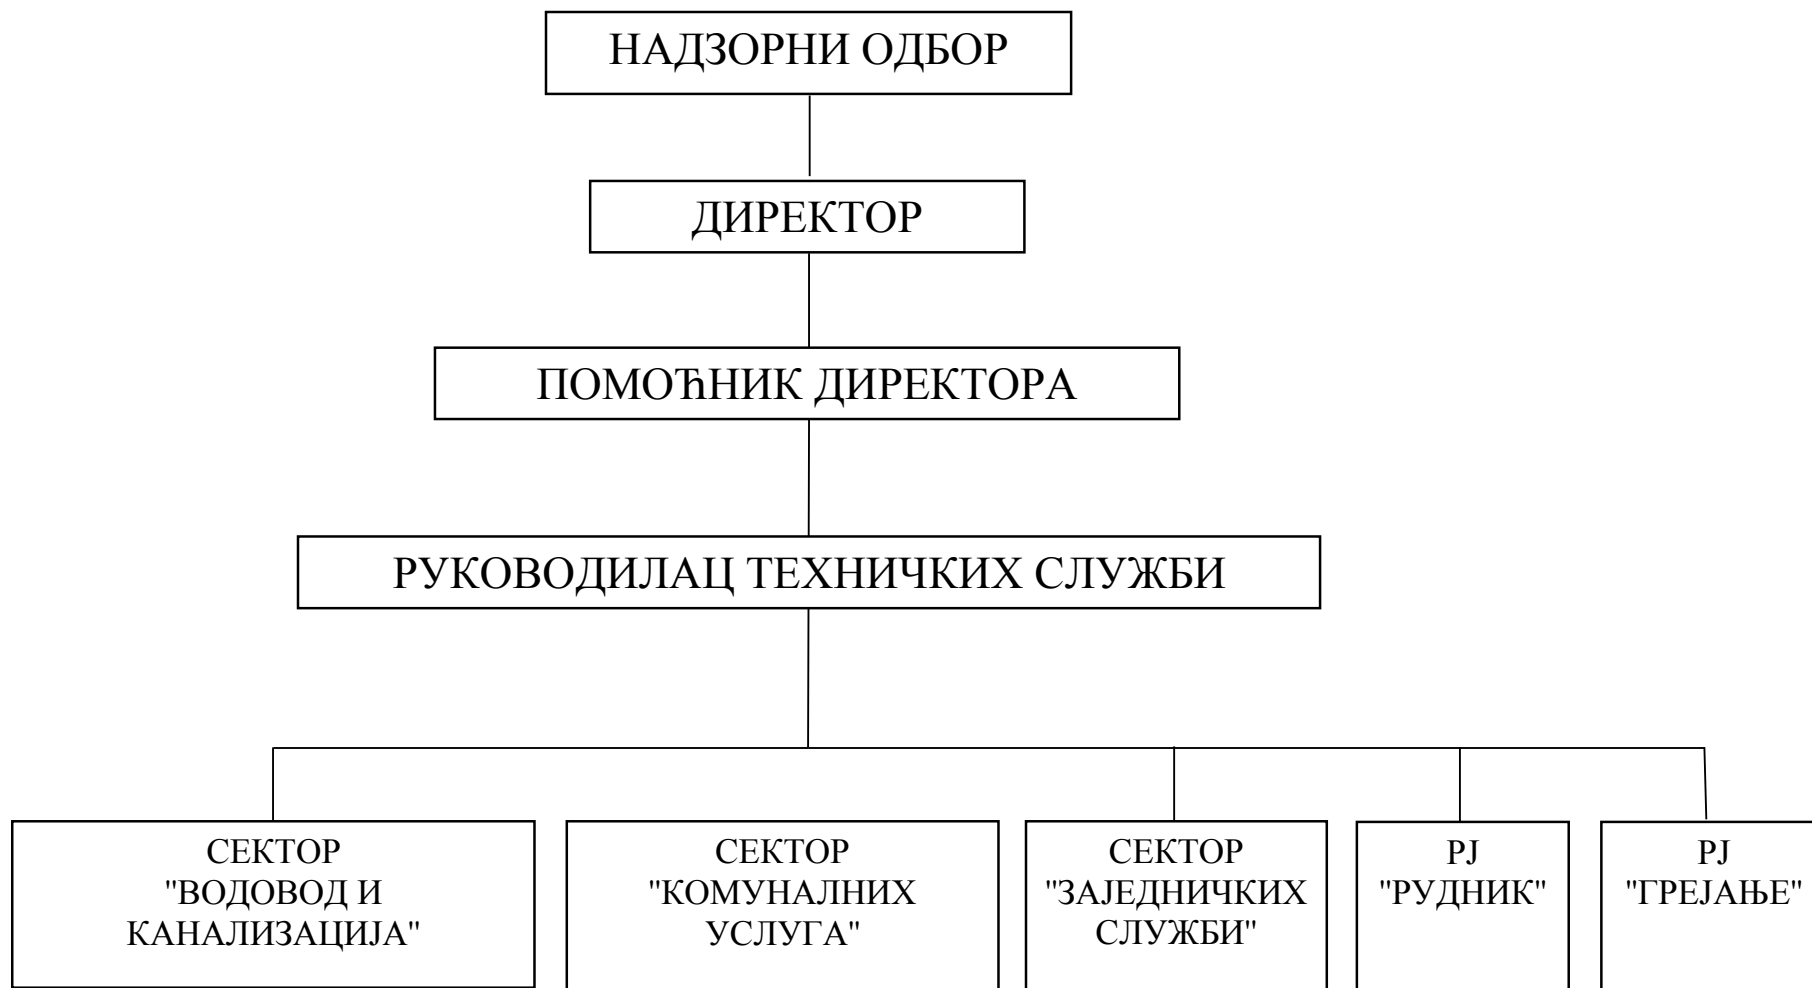 НАДЗОРНИ ОДБОР
ДИРЕКТОР
ПОМОЋНИК ДИРЕКТОРА
РУКОВОДИЛАЦ ТЕХНИЧКИХ СЛУЖБИ
СЕКТОР
"ВОДОВОД И
КАНАЛИЗАЦИЈА"
СЕКТОР
"КОМУНАЛНИХ
УСЛУГА"
СЕКТОР
"ЗАЈЕДНИЧКИХ
СЛУЖБИ"
РЈ
"РУДНИК"
РЈ
"ГРЕЈАЊЕ"